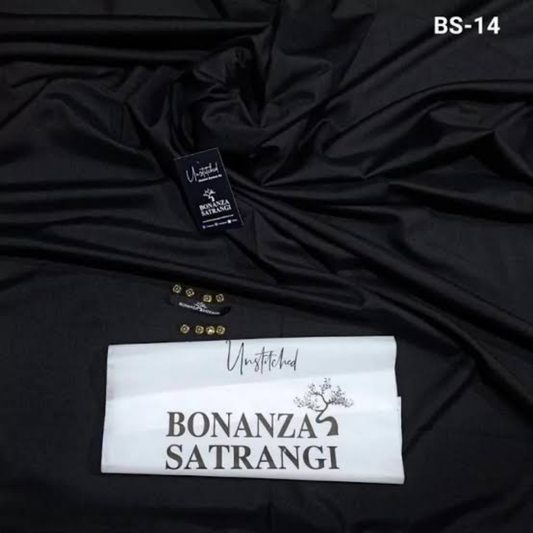 BS-14
Unstitched
BONANZA
SATRANGI
Unstitched
BONANZA
SATRANGI